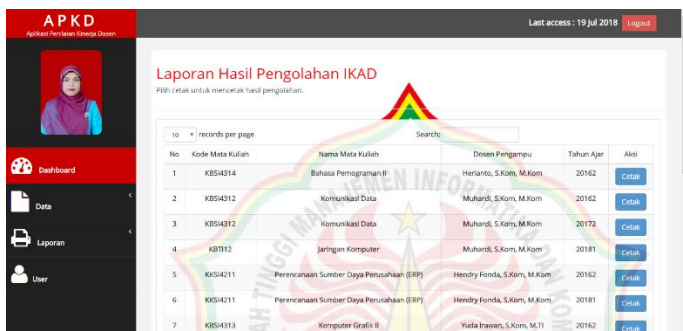 APKD
Aplikasi Penilaian Kinerja Dosen
Last access : 19 Jul 2018 Logout
Dashboard
Data
Laporan
User
Laporan Hasil Pengolahan IKAD
Pilih cetak untuk mencetak hasil pengolahan.
10 records per page Search:
No Kode Mata Kuliah Nama Mata Kuliah Dosen Pengampu Tahun Ajar Aksi
1 KBSI4314 Bahasa Pemograman II Herianto, S.Kom, M.Kom 20162 Cetak
2 KBSI4312 Komunikasi Data Muhardi, S.Kom, M.Kom 20162 Cetak
3 KBSI4312 Komunikasi Data Muhardi, S.Kom, M.Kom 20172 Cetak
4 KBTI12 Jaringan Komputer Muhardi, S.Kom, M.Kom 20181 Cetak
5 KKSI4211 Perencanaan Sumber Daya Perusahaan (ERP) Hendry Fonda, S.Kom, M.Kom 20162 Cetak
6 KKSI4211 Perencanaan Sumber Daya Perusahaan (ERP) Hendry Fonda, S.Kom, M.Kom 20181 Cetak
7 KBSI4313 Komputer Grafik II Yuda Irawan, S.Kom, M.TI 20162 Cetak